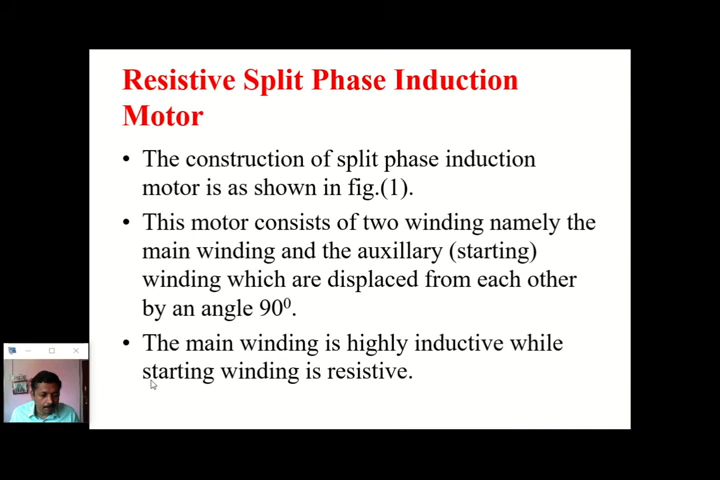 Resistive Split Phase Induction
Motor
• The construction of split phase induction
motor is as shown in fig.(1).
• This motor consists of two winding namely the
main winding and the auxillary (starting)
winding which are displaced from each other
by an angle 90⁰.
• The main winding is highly inductive while
starting winding is resistive.